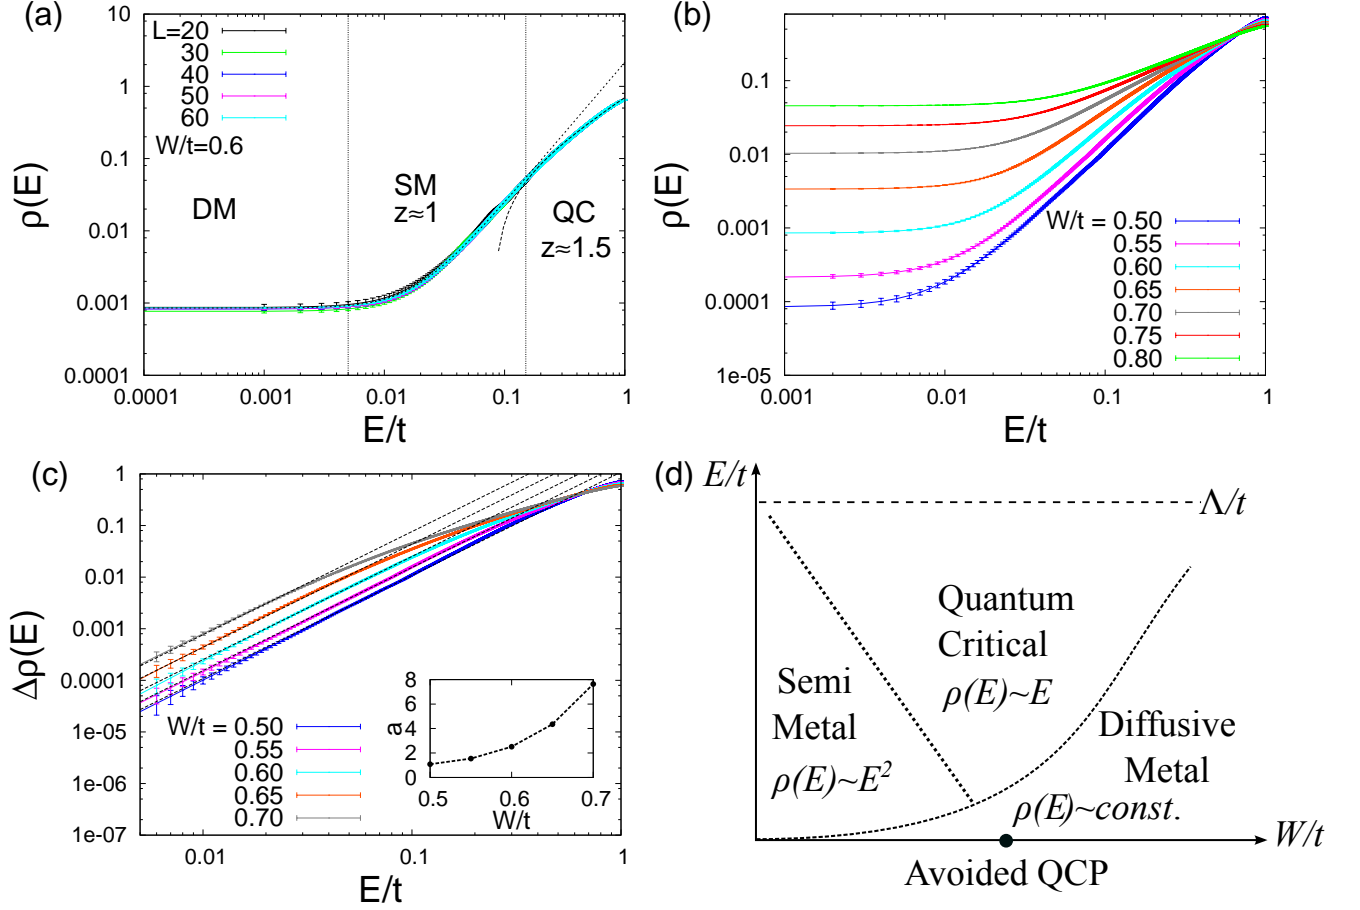 (a)
10
1
0.1
0.01
0.001
0.0001
ρ(E)
L=20
30
40
50
60
W/t=0.6
DM
SM
z≈1
QC
z≈1.5
0.0001 0.001 0.01 0.1 1
E/t
(b)
0.1
0.01
0.001
0.0001
1e-05
ρ(E)
W/t = 0.50
0.55
0.60
0.65
0.70
0.75
0.80
0.001 0.01 0.1 1
E/t
(c)
1
0.1
0.01
0.001
0.0001
1e-05
1e-06
1e-07
Δρ(E)
W/t = 0.50
0.55
0.60
0.65
0.70
8
6
4
2
0
a
0.5 0.6 0.7
W/t
0.01 0.1 1
E/t
(d)
E/t
Λ/t
Quantum
Critical
ρ(E)~E
Semi
Metal
ρ(E)~E²
Diffusive
Metal
ρ(E)~const.
W/t
Avoided QCP